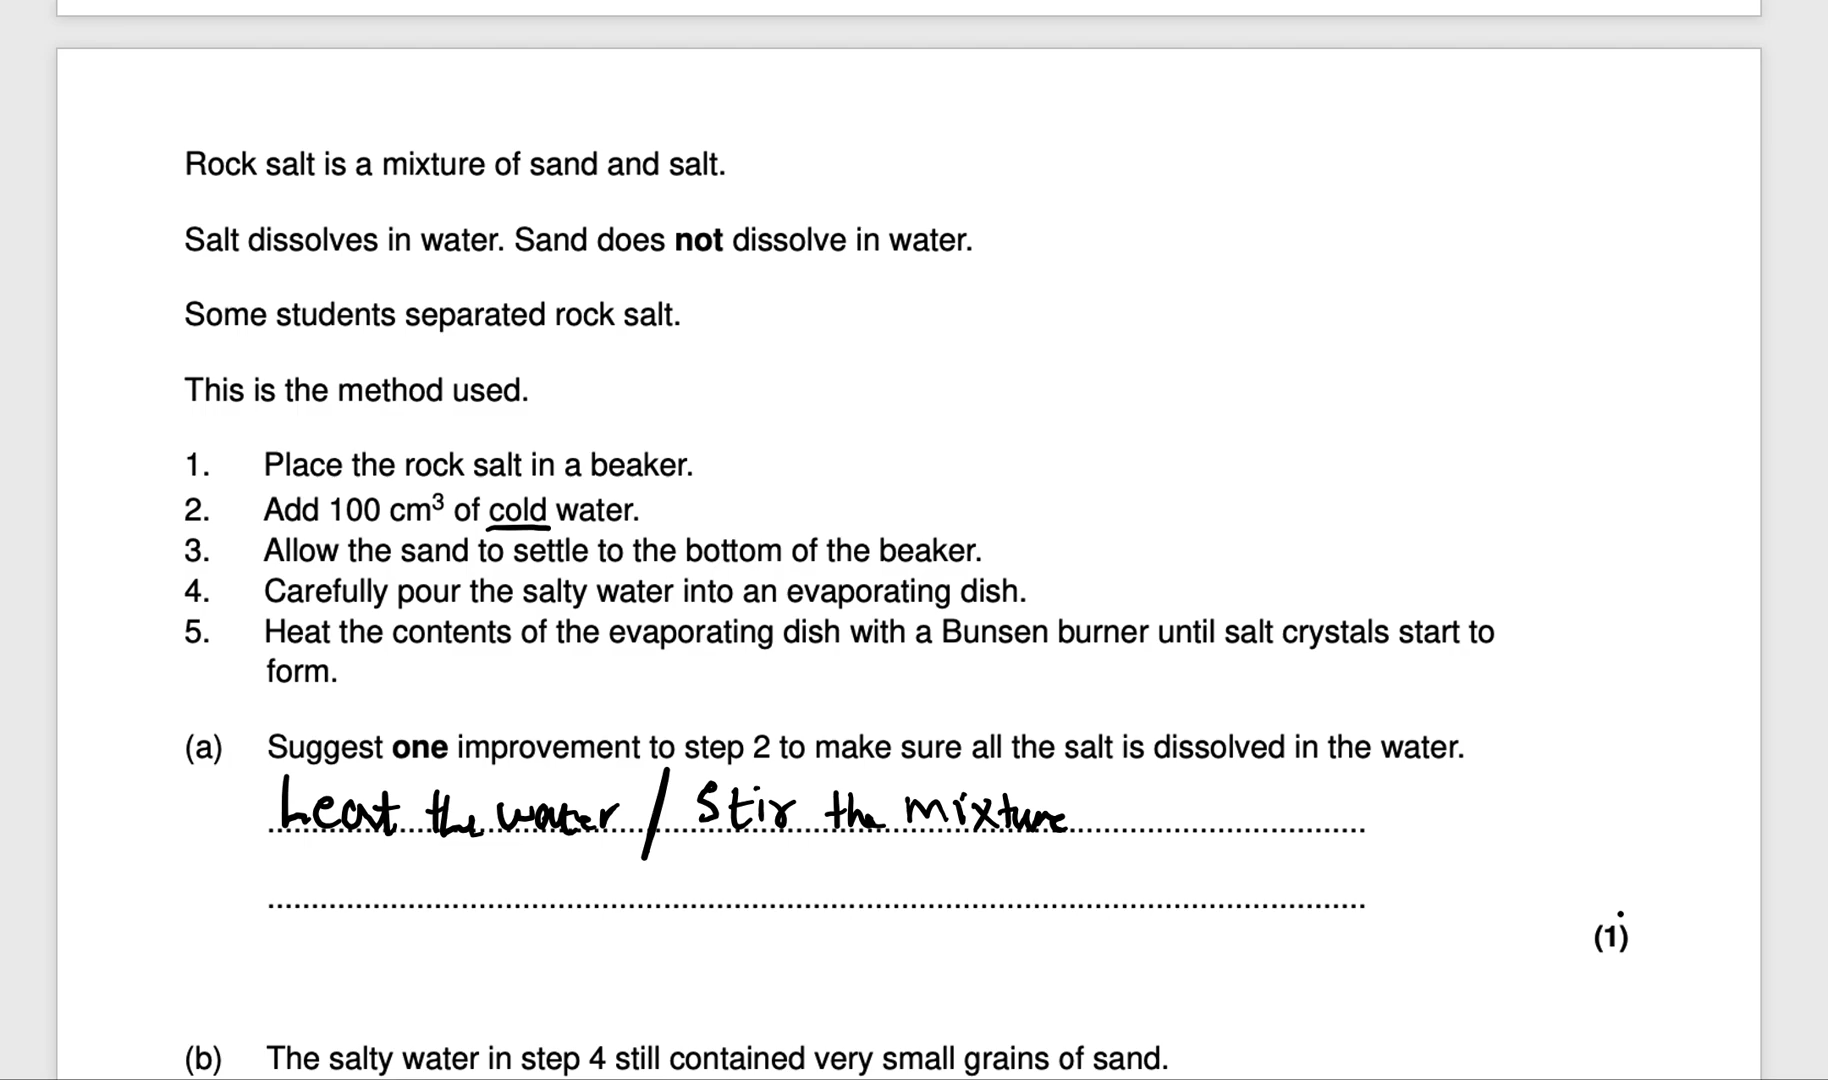 Rock salt is a mixture of sand and salt.
Salt dissolves in water. Sand does not dissolve in water.
Some students separated rock salt.
This is the method used.
1. Place the rock salt in a beaker.
2. Add 100 cm³ of cold water.
3. Allow the sand to settle to the bottom of the beaker.
4. Carefully pour the salty water into an evaporating dish.
5. Heat the contents of the evaporating dish with a Bunsen burner until salt crystals start to
form.
(a) Suggest one improvement to step 2 to make sure all the salt is dissolved in the water.
heat the water / Stir the mixture
(1)
(b) The salty water in step 4 still contained very small grains of sand.